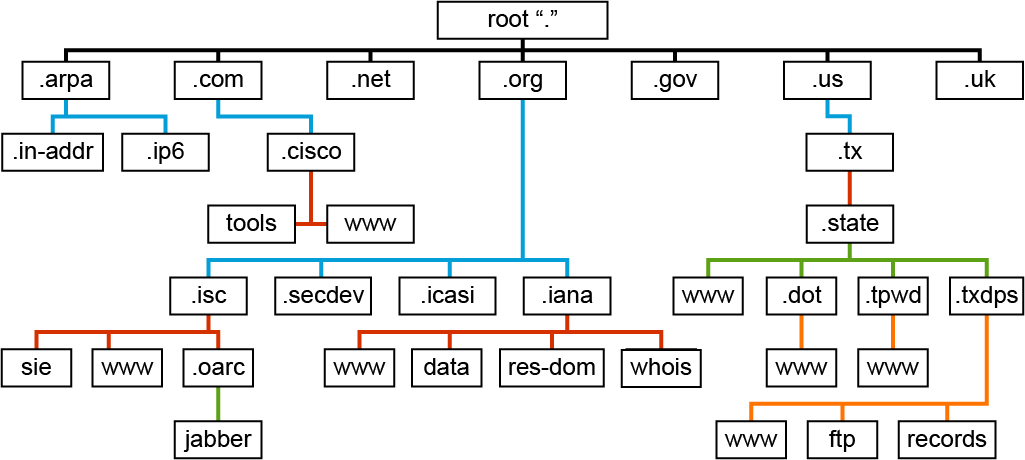 root “.”
.arpa
.com
.net
.org
.gov
.us
.uk
.in-addr
.ip6
.cisco
.tx
tools
www
.state
.isc
.secdev
.icasi
.iana
www
.dot
.tpwd
.txdps
sie
www
.oarc
www
data
res-dom
whois
www
www
jabber
www
ftp
records